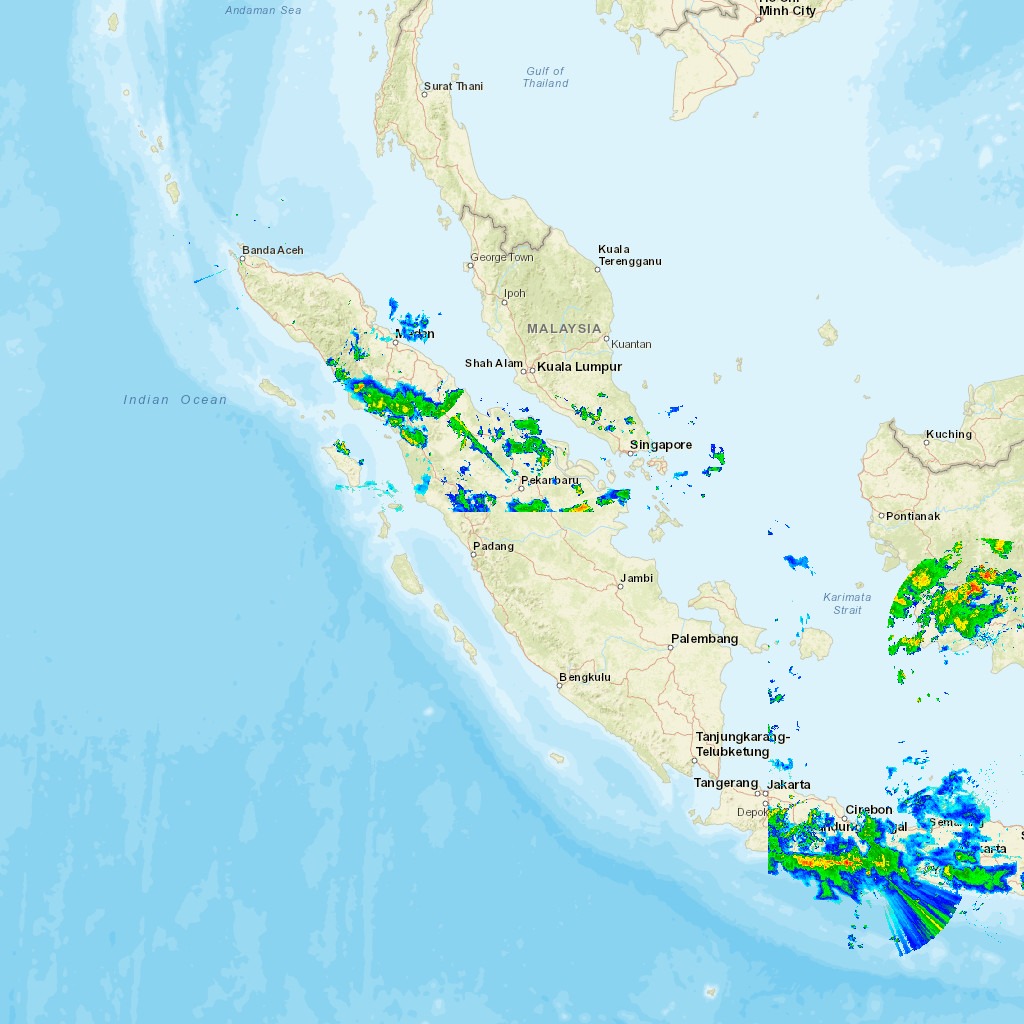 Andaman Sea
Minh City
Gulf of
Thailand
Surat Thani
Banda Aceh
George Town
Kuala
Terengganu
Ipoh
MALAYSIA
Medan
Kuantan
Shah Alam
Kuala Lumpur
Indian Ocean
Singapore
Kuching
Pekanbaru
Pontianak
Padang
Jambi
Karimata
Strait
Palembang
Bengkulu
Tanjungkarang-
Telubketung
Tangerang
Jakarta
Depok
Cirebon